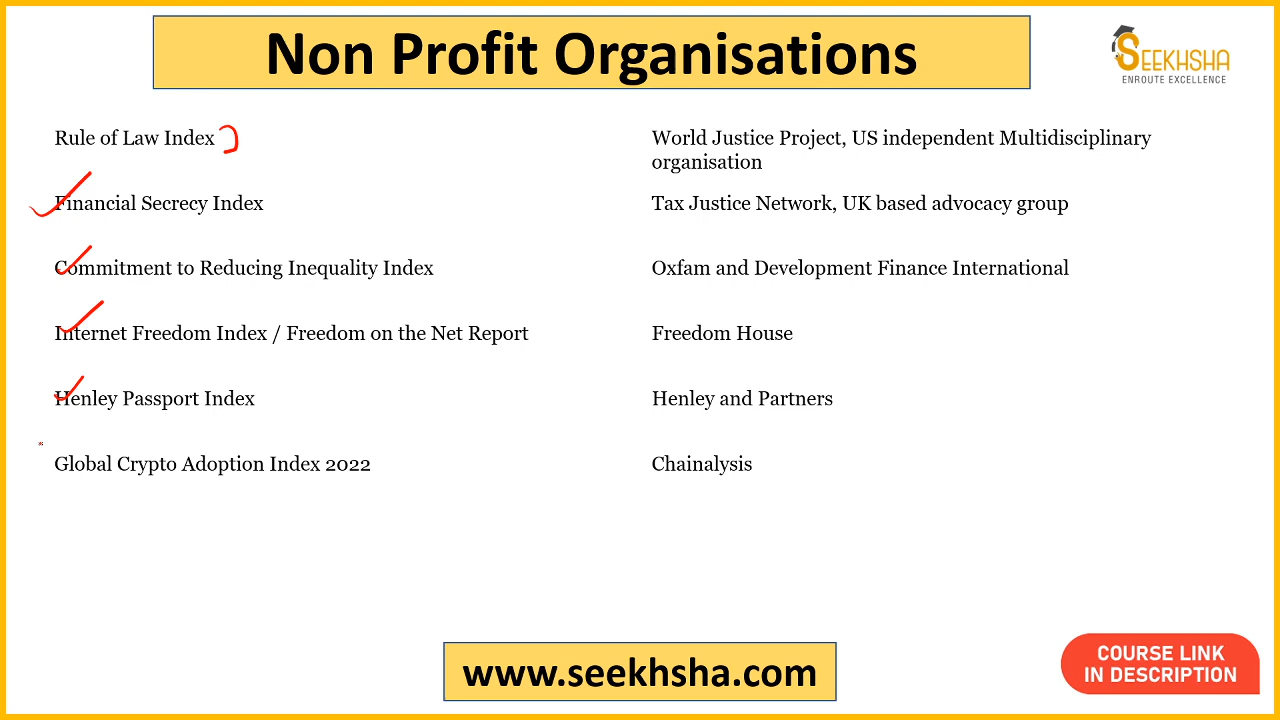 Non Profit Organisations
SEEKHSHA
ENROUTE EXCELLENCE
Rule of Law Index
World Justice Project, US independent Multidisciplinary
organisation
Financial Secrecy Index
Tax Justice Network, UK based advocacy group
Commitment to Reducing Inequality Index
Oxfam and Development Finance International
Internet Freedom Index / Freedom on the Net Report
Freedom House
Henley Passport Index
Henley and Partners
Global Crypto Adoption Index 2022
Chainalysis
www.seekhsha.com
COURSE LINK
IN DESCRIPTION